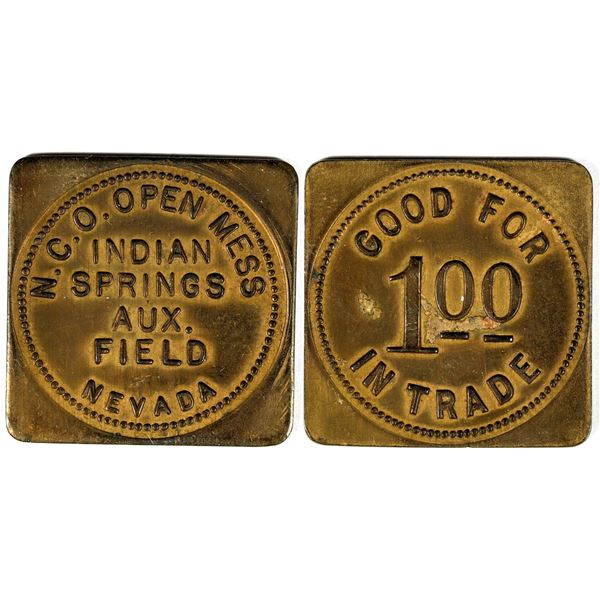 N.C.O. OPEN MESS
INDIAN
SPRINGS
AUX.
FIELD
NEVADA
GOOD FOR
1.00
IN TRADE